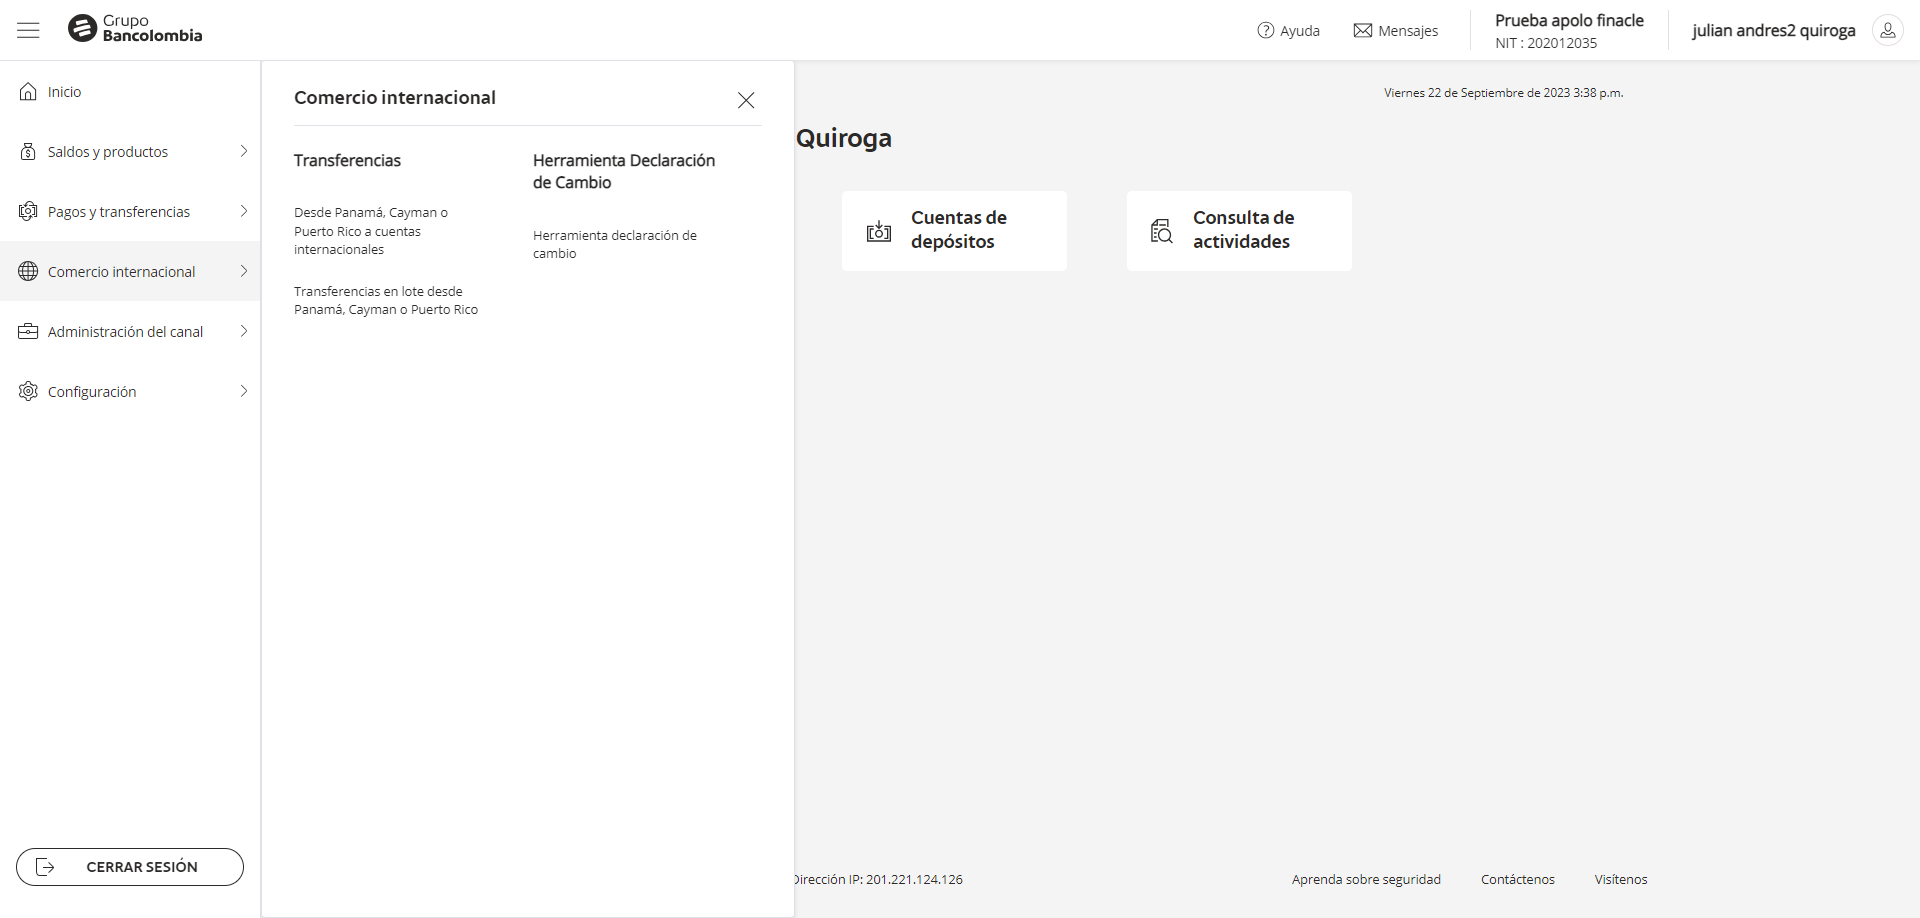 Grupo
Bancolombia
Ayuda
Mensajes
Prueba apolo finacle
NIT : 202012035
julian andres2 quiroga
Inicio
Saldos y productos
Pagos y transferencias
Comercio internacional
Administración del canal
Configuración
CERRAR SESIÓN
Comercio internacional
Transferencias
Desde Panamá, Cayman o
Puerto Rico a cuentas
internacionales
Transferencias en lote desde
Panamá, Cayman o Puerto Rico
Herramienta Declaración
de Cambio
Herramienta declaración de
cambio
Viernes 22 de Septiembre de 2023 3:38 p.m.
Quiroga
Cuentas de
depósitos
Consulta de
actividades
Dirección IP: 201.221.124.126
Aprenda sobre seguridad
Contáctenos
Visítenos